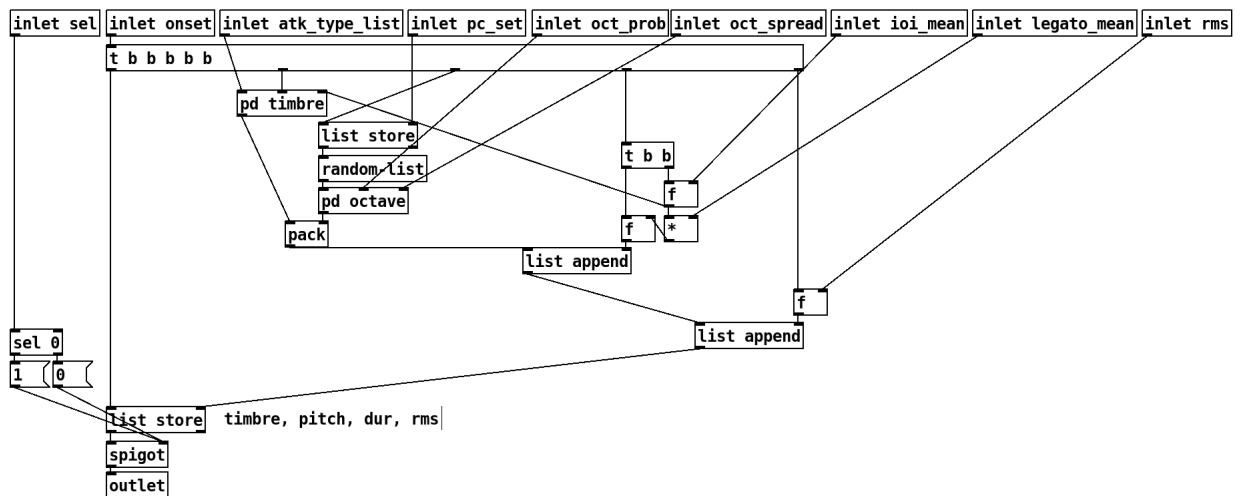 inlet sel inlet onset inlet atk_type_list inlet pc_set inlet oct_prob inlet oct_spread inlet ioi_mean inlet legato_mean inlet rms
t b b b b b
pd timbre
list store
t b b
random-list
f
pd octave
pack
f
*
list append
f
list append
sel 0
1
0
list store timbre, pitch, dur, rms
spigot
outlet